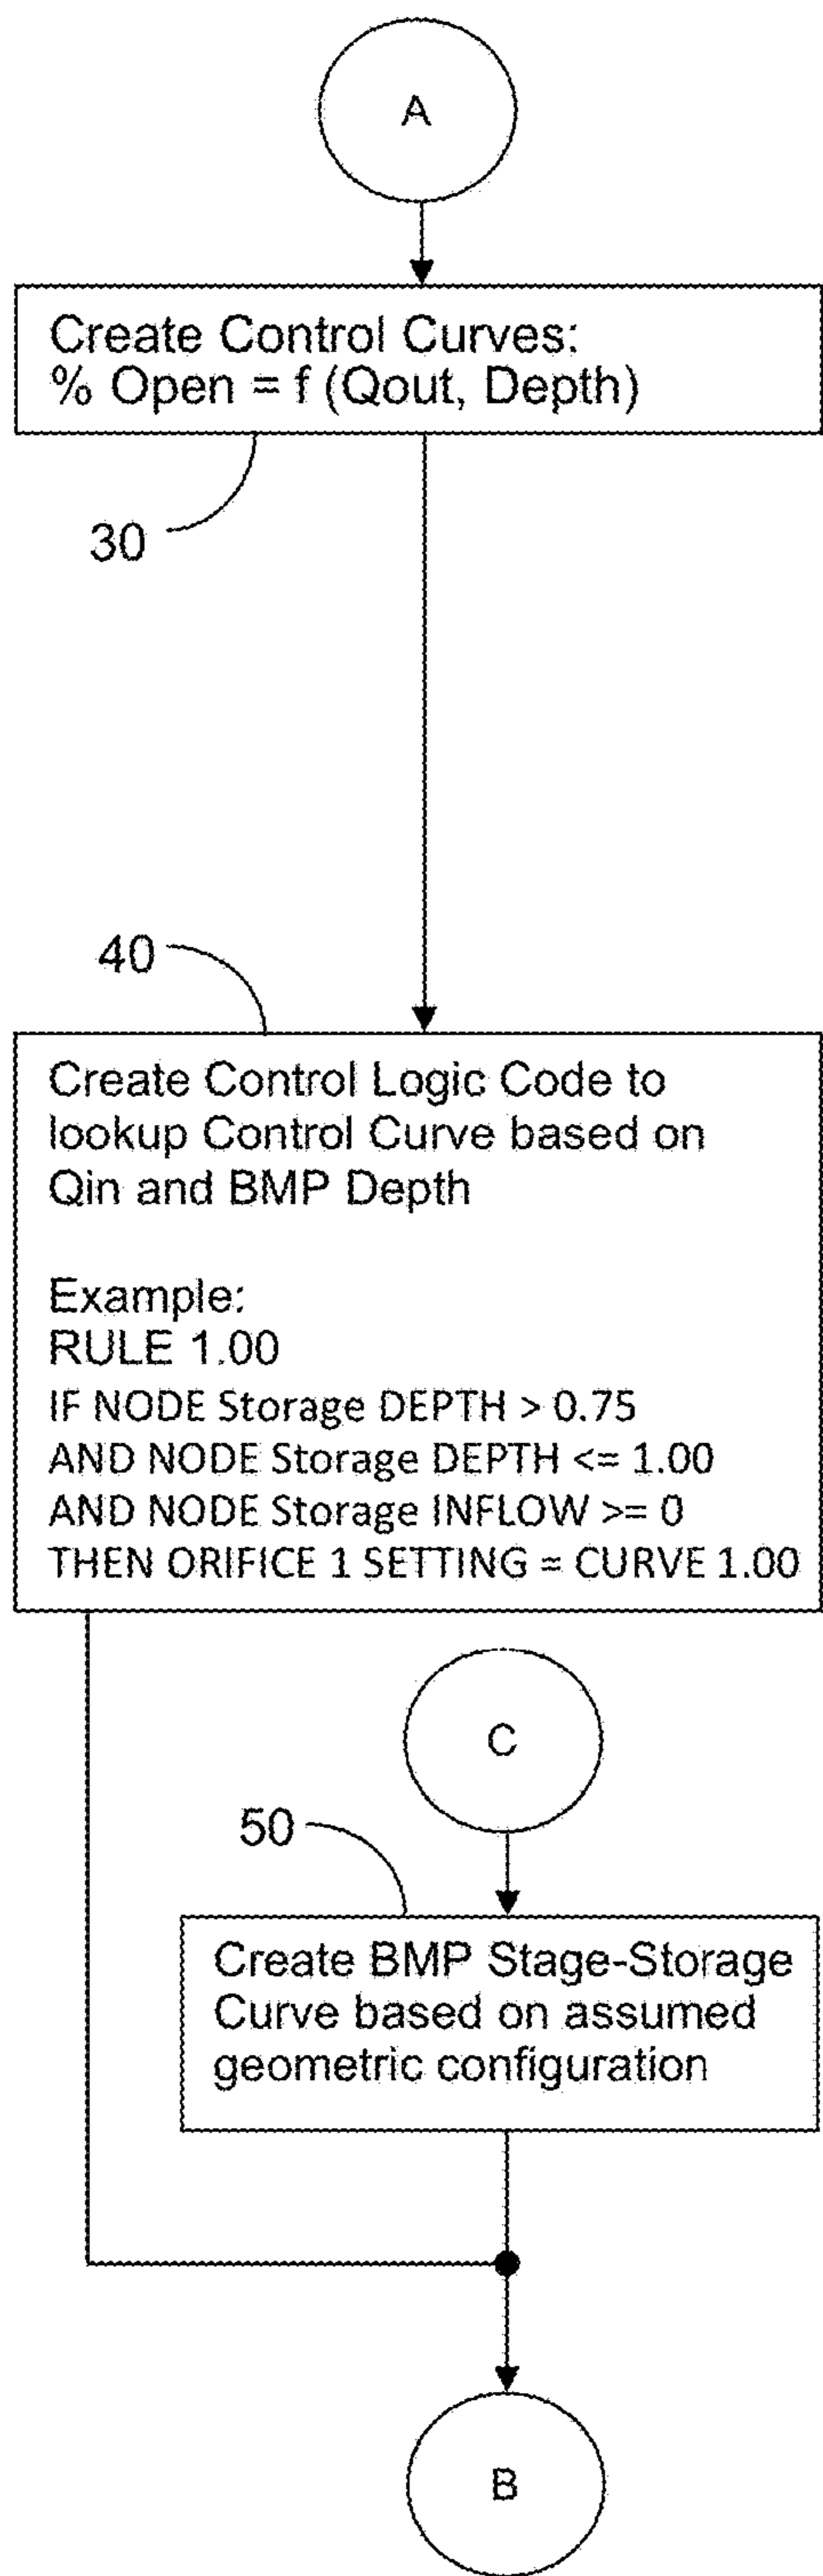 A
Create Control Curves:
% Open = f (Qout, Depth)
30
40
Create Control Logic Code to
lookup Control Curve based on
Qin and BMP Depth
Example:
RULE 1.00
IF NODE Storage DEPTH > 0.75
AND NODE Storage DEPTH <= 1.00
AND NODE Storage INFLOW >= 0
THEN ORIFICE 1 SETTING = CURVE 1.00
C
50
Create BMP Stage-Storage
Curve based on assumed
geometric configuration
B